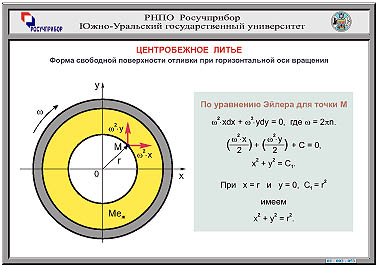 РНПО Росучприбор
Южно-Уральский государственный университет
РОСУЧПРИБОР
ЦЕНТРОБЕЖНОЕ ЛИТЬЕ
Форма свободной поверхности отливки при горизонтальной оси вращения
y
ω
ω²·y
M
ω²·x
r
0
x
Меж
По уравнению Эйлера для точки М
ω²·xdx + ω²·ydy = 0, где ω = 2πn.
(ω²·x/2) + (ω²·y/2) + C = 0,
x² + y² = C₁.
При x = r и y = 0, C₁ = r²
имеем
x² + y² = r².